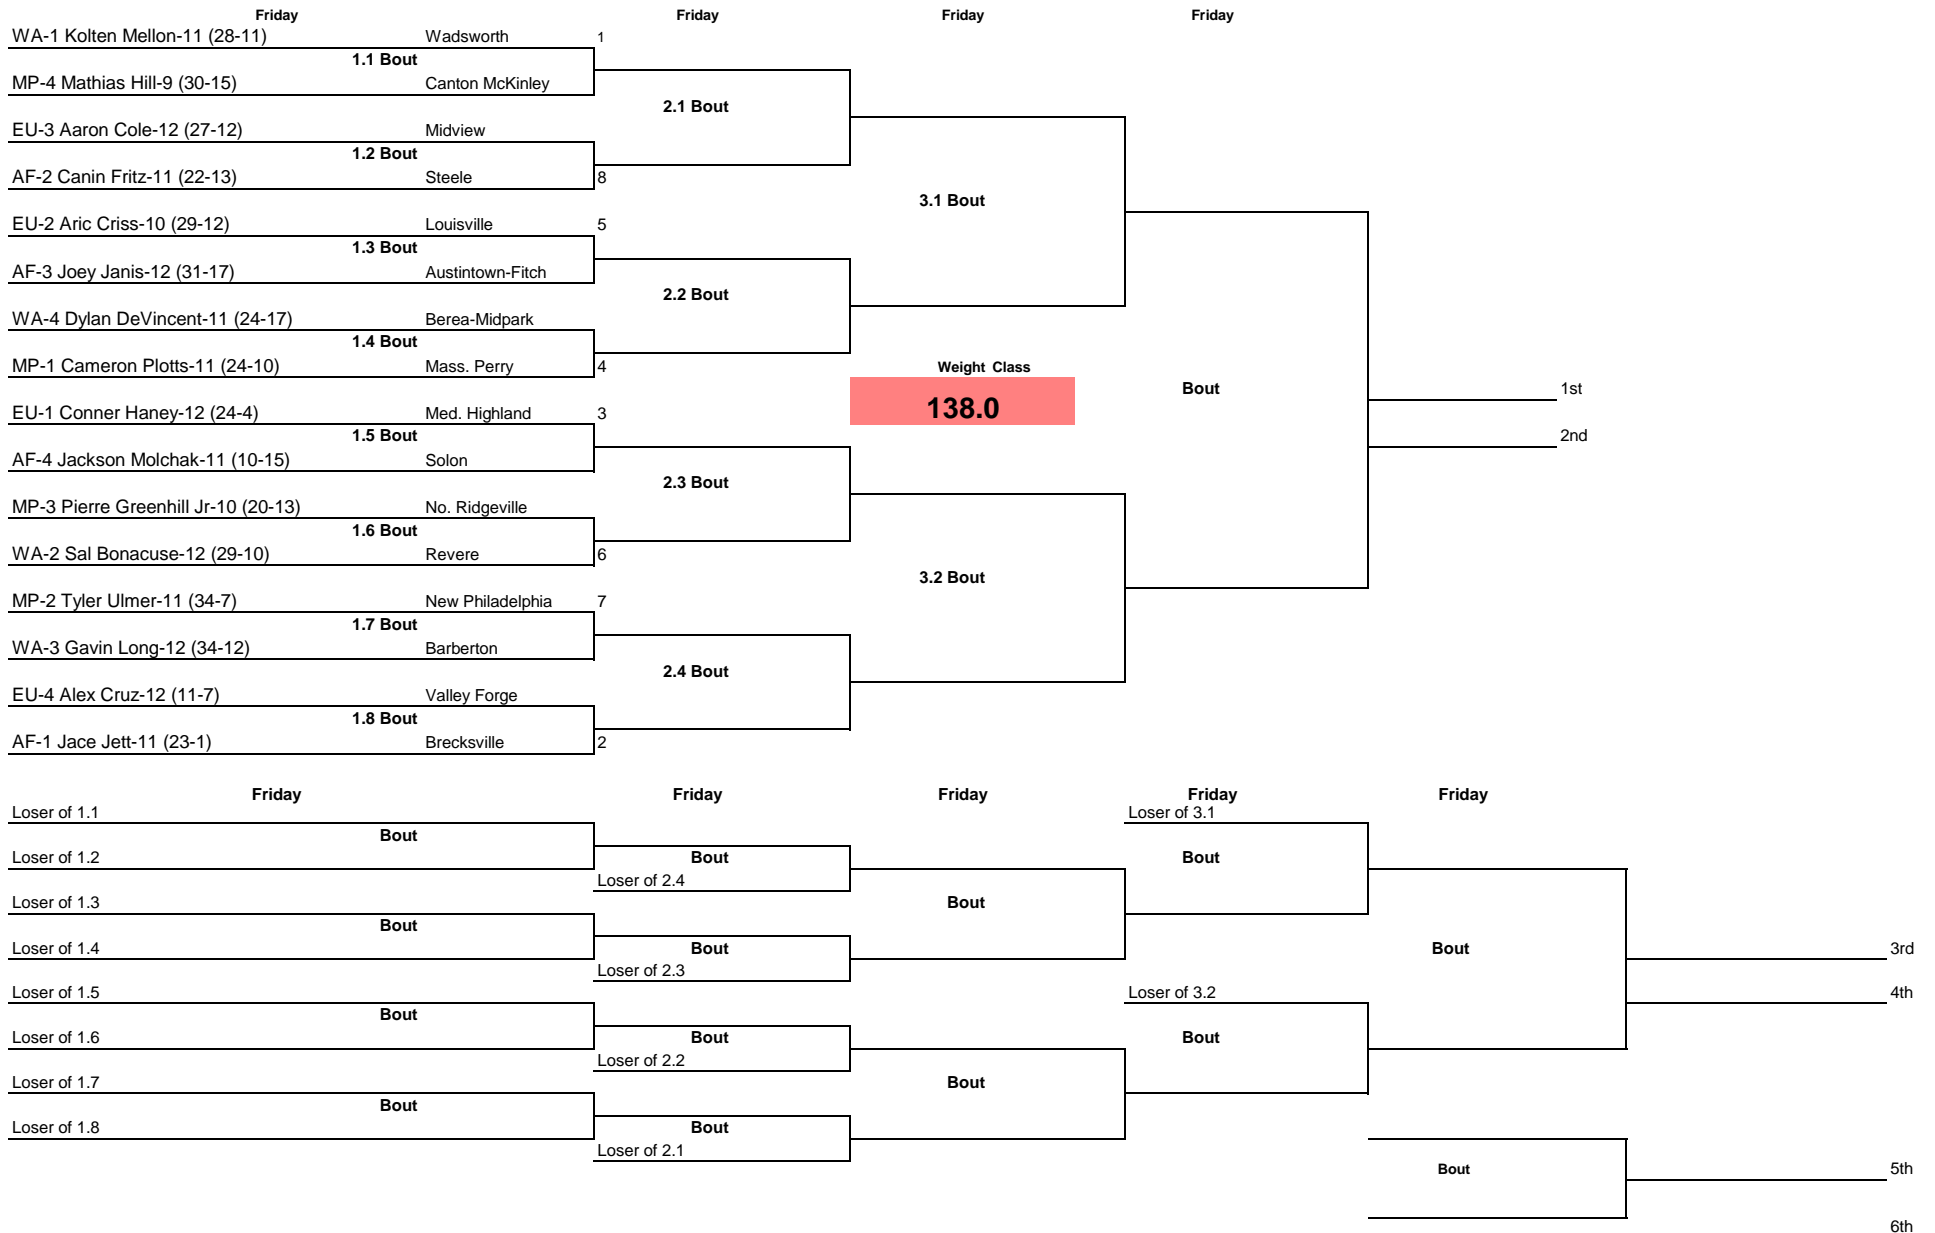 Friday Friday Friday Friday
WA-1 Kolten Mellon-11 (28-11) Wadsworth 1
1.1 Bout
MP-4 Mathias Hill-9 (30-15) Canton McKinley
2.1 Bout
EU-3 Aaron Cole-12 (27-12) Midview
1.2 Bout
AF-2 Canin Fritz-11 (22-13) Steele 8
3.1 Bout
EU-2 Aric Criss-10 (29-12) Louisville 5
1.3 Bout
AF-3 Joey Janis-12 (31-17) Austintown-Fitch
2.2 Bout
WA-4 Dylan DeVincent-11 (24-17) Berea-Midpark
1.4 Bout
MP-1 Cameron Plotts-11 (24-10) Mass. Perry 4
Weight Class
Bout 1st
138.0
EU-1 Conner Haney-12 (24-4) Med. Highland 3
1.5 Bout 2nd
AF-4 Jackson Molchak-11 (10-15) Solon
2.3 Bout
MP-3 Pierre Greenhill Jr-10 (20-13) No. Ridgeville
1.6 Bout
WA-2 Sal Bonacuse-12 (29-10) Revere 6
3.2 Bout
MP-2 Tyler Ulmer-11 (34-7) New Philadelphia 7
1.7 Bout
WA-3 Gavin Long-12 (34-12) Barberton
2.4 Bout
EU-4 Alex Cruz-12 (11-7) Valley Forge
1.8 Bout
AF-1 Jace Jett-11 (23-1) Brecksville 2
Friday Friday Friday Friday Friday
Loser of 1.1 Loser of 3.1
Bout
Loser of 1.2 Bout Bout
Loser of 2.4
Loser of 1.3 Bout
Bout
Loser of 1.4 Bout Bout 3rd
Loser of 2.3
Loser of 1.5 Loser of 3.2 4th
Bout
Loser of 1.6 Bout Bout
Loser of 2.2
Loser of 1.7 Bout
Bout
Loser of 1.8 Bout
Loser of 2.1
Bout 5th
6th